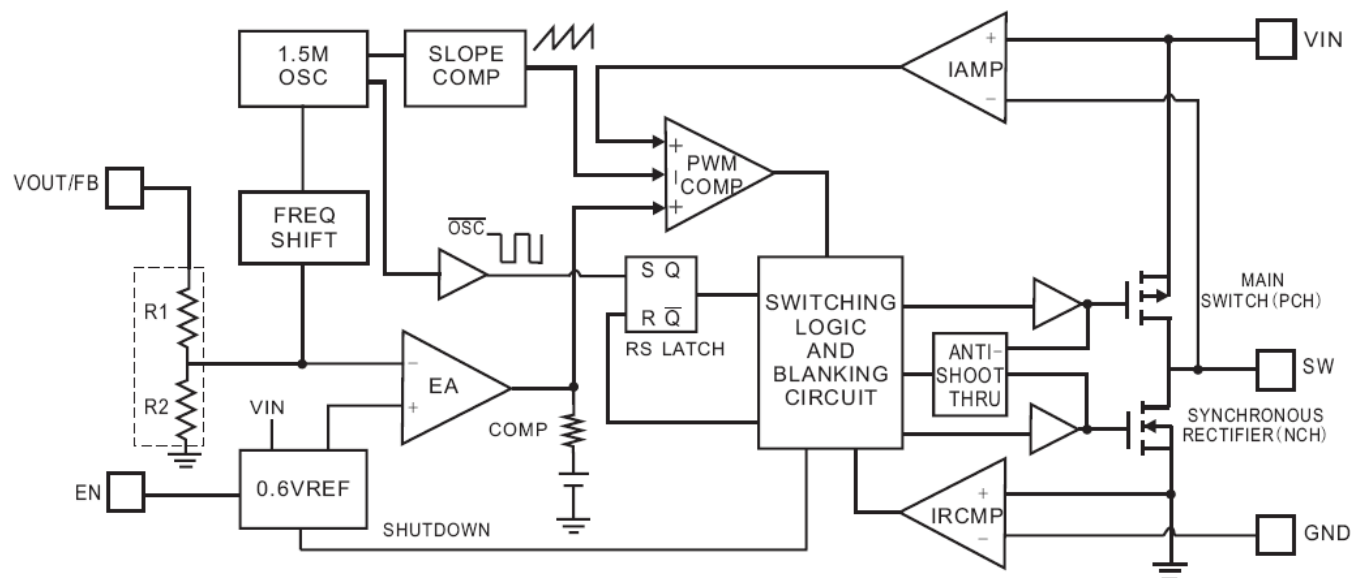 1.5M
OSC
SLOPE
COMP
IAMP
+
−
VIN
VOUT/FB
FREQ
SHIFT
PWM
COMP
+
I
+
OSC
S Q
R Q
RS LATCH
SWITCHING
LOGIC
AND
BLANKING
CIRCUIT
ANTI-
SHOOT
THRU
MAIN
SWITCH(PCH)
SW
SYNCHRONOUS
RECTIFIER(NCH)
R1
R2
EA
−
+
COMP
VIN
EN
0.6VREF
SHUTDOWN
IRCMP
+
−
GND